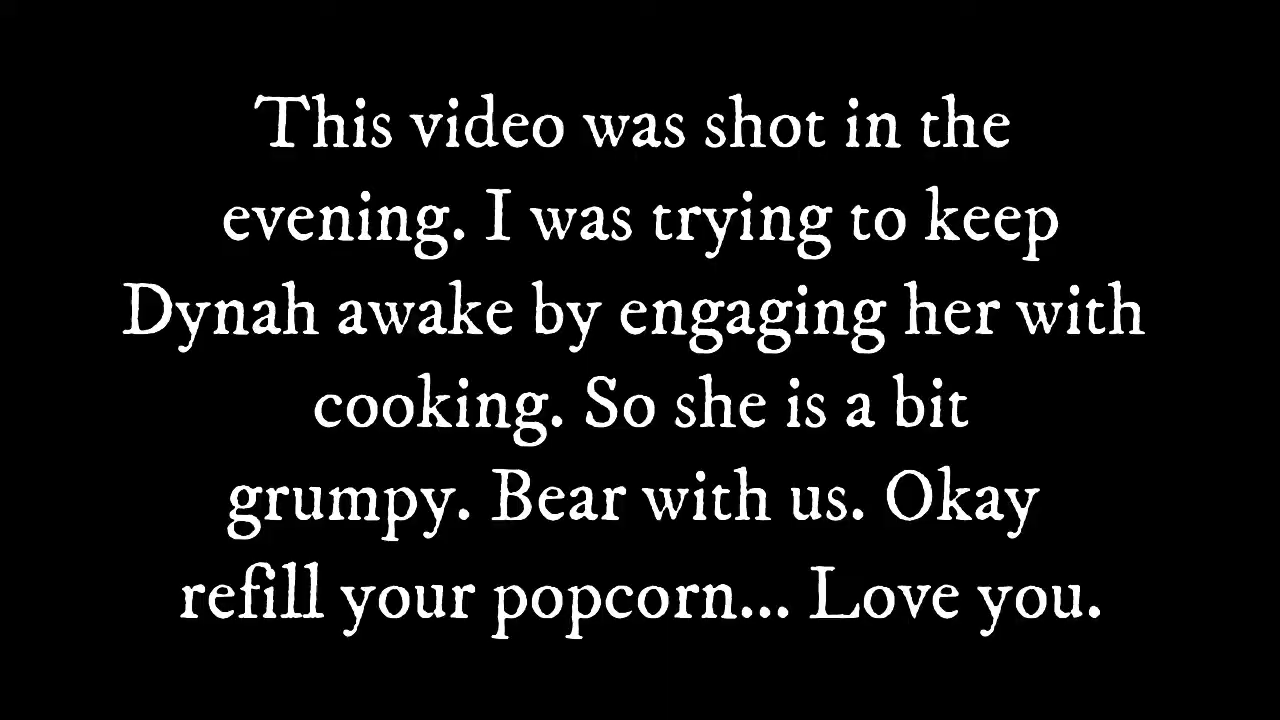 This video was shot in the
evening. I was trying to keep
Dynah awake by engaging her with
cooking. So she is a bit
grumpy. Bear with us. Okay
refill your popcorn... Love you.